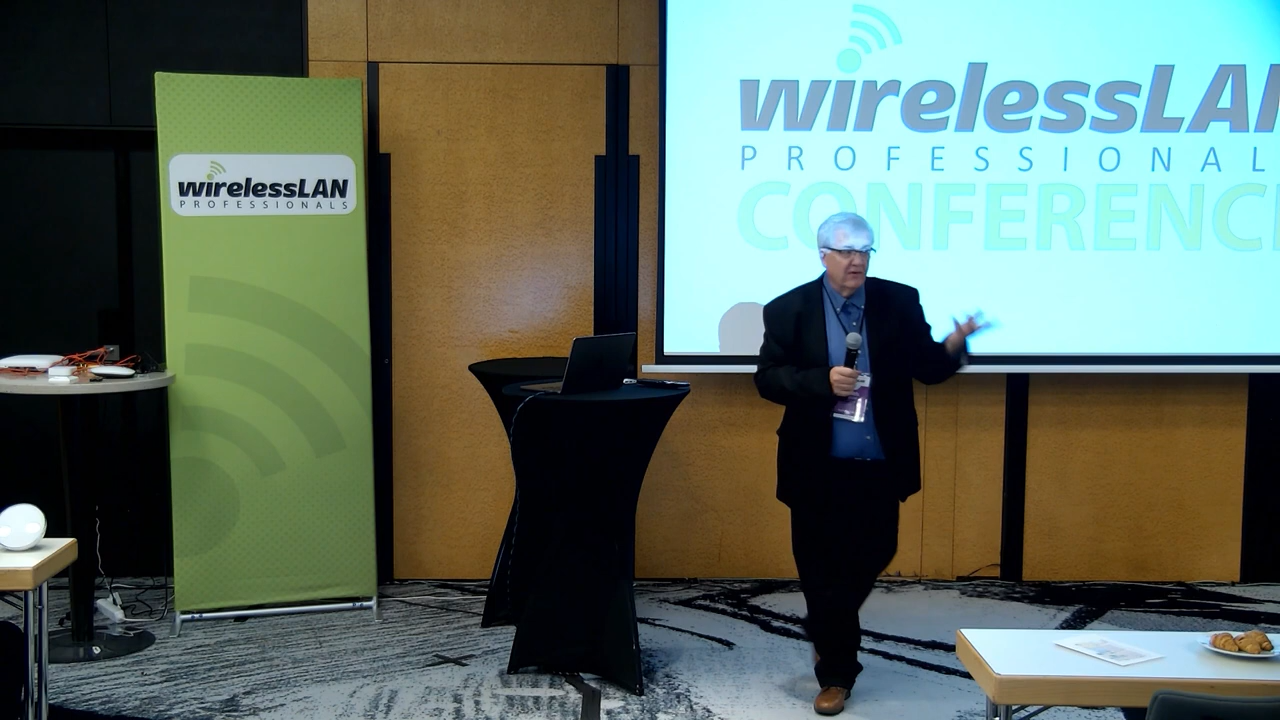 wirelessLAN
PROFESSIONALS
wirelessLAN
PROFESSIONAL
CONFERENC